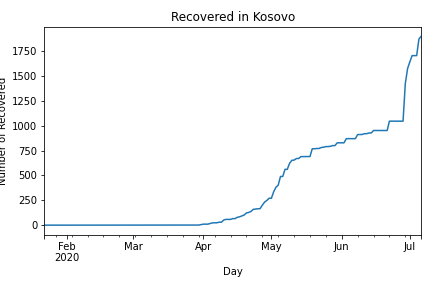 Recovered in Kosovo
Number of Recovered
1750
1500
1250
1000
750
500
250
0
Feb
2020
Mar
Apr
May
Jun
Jul
Day